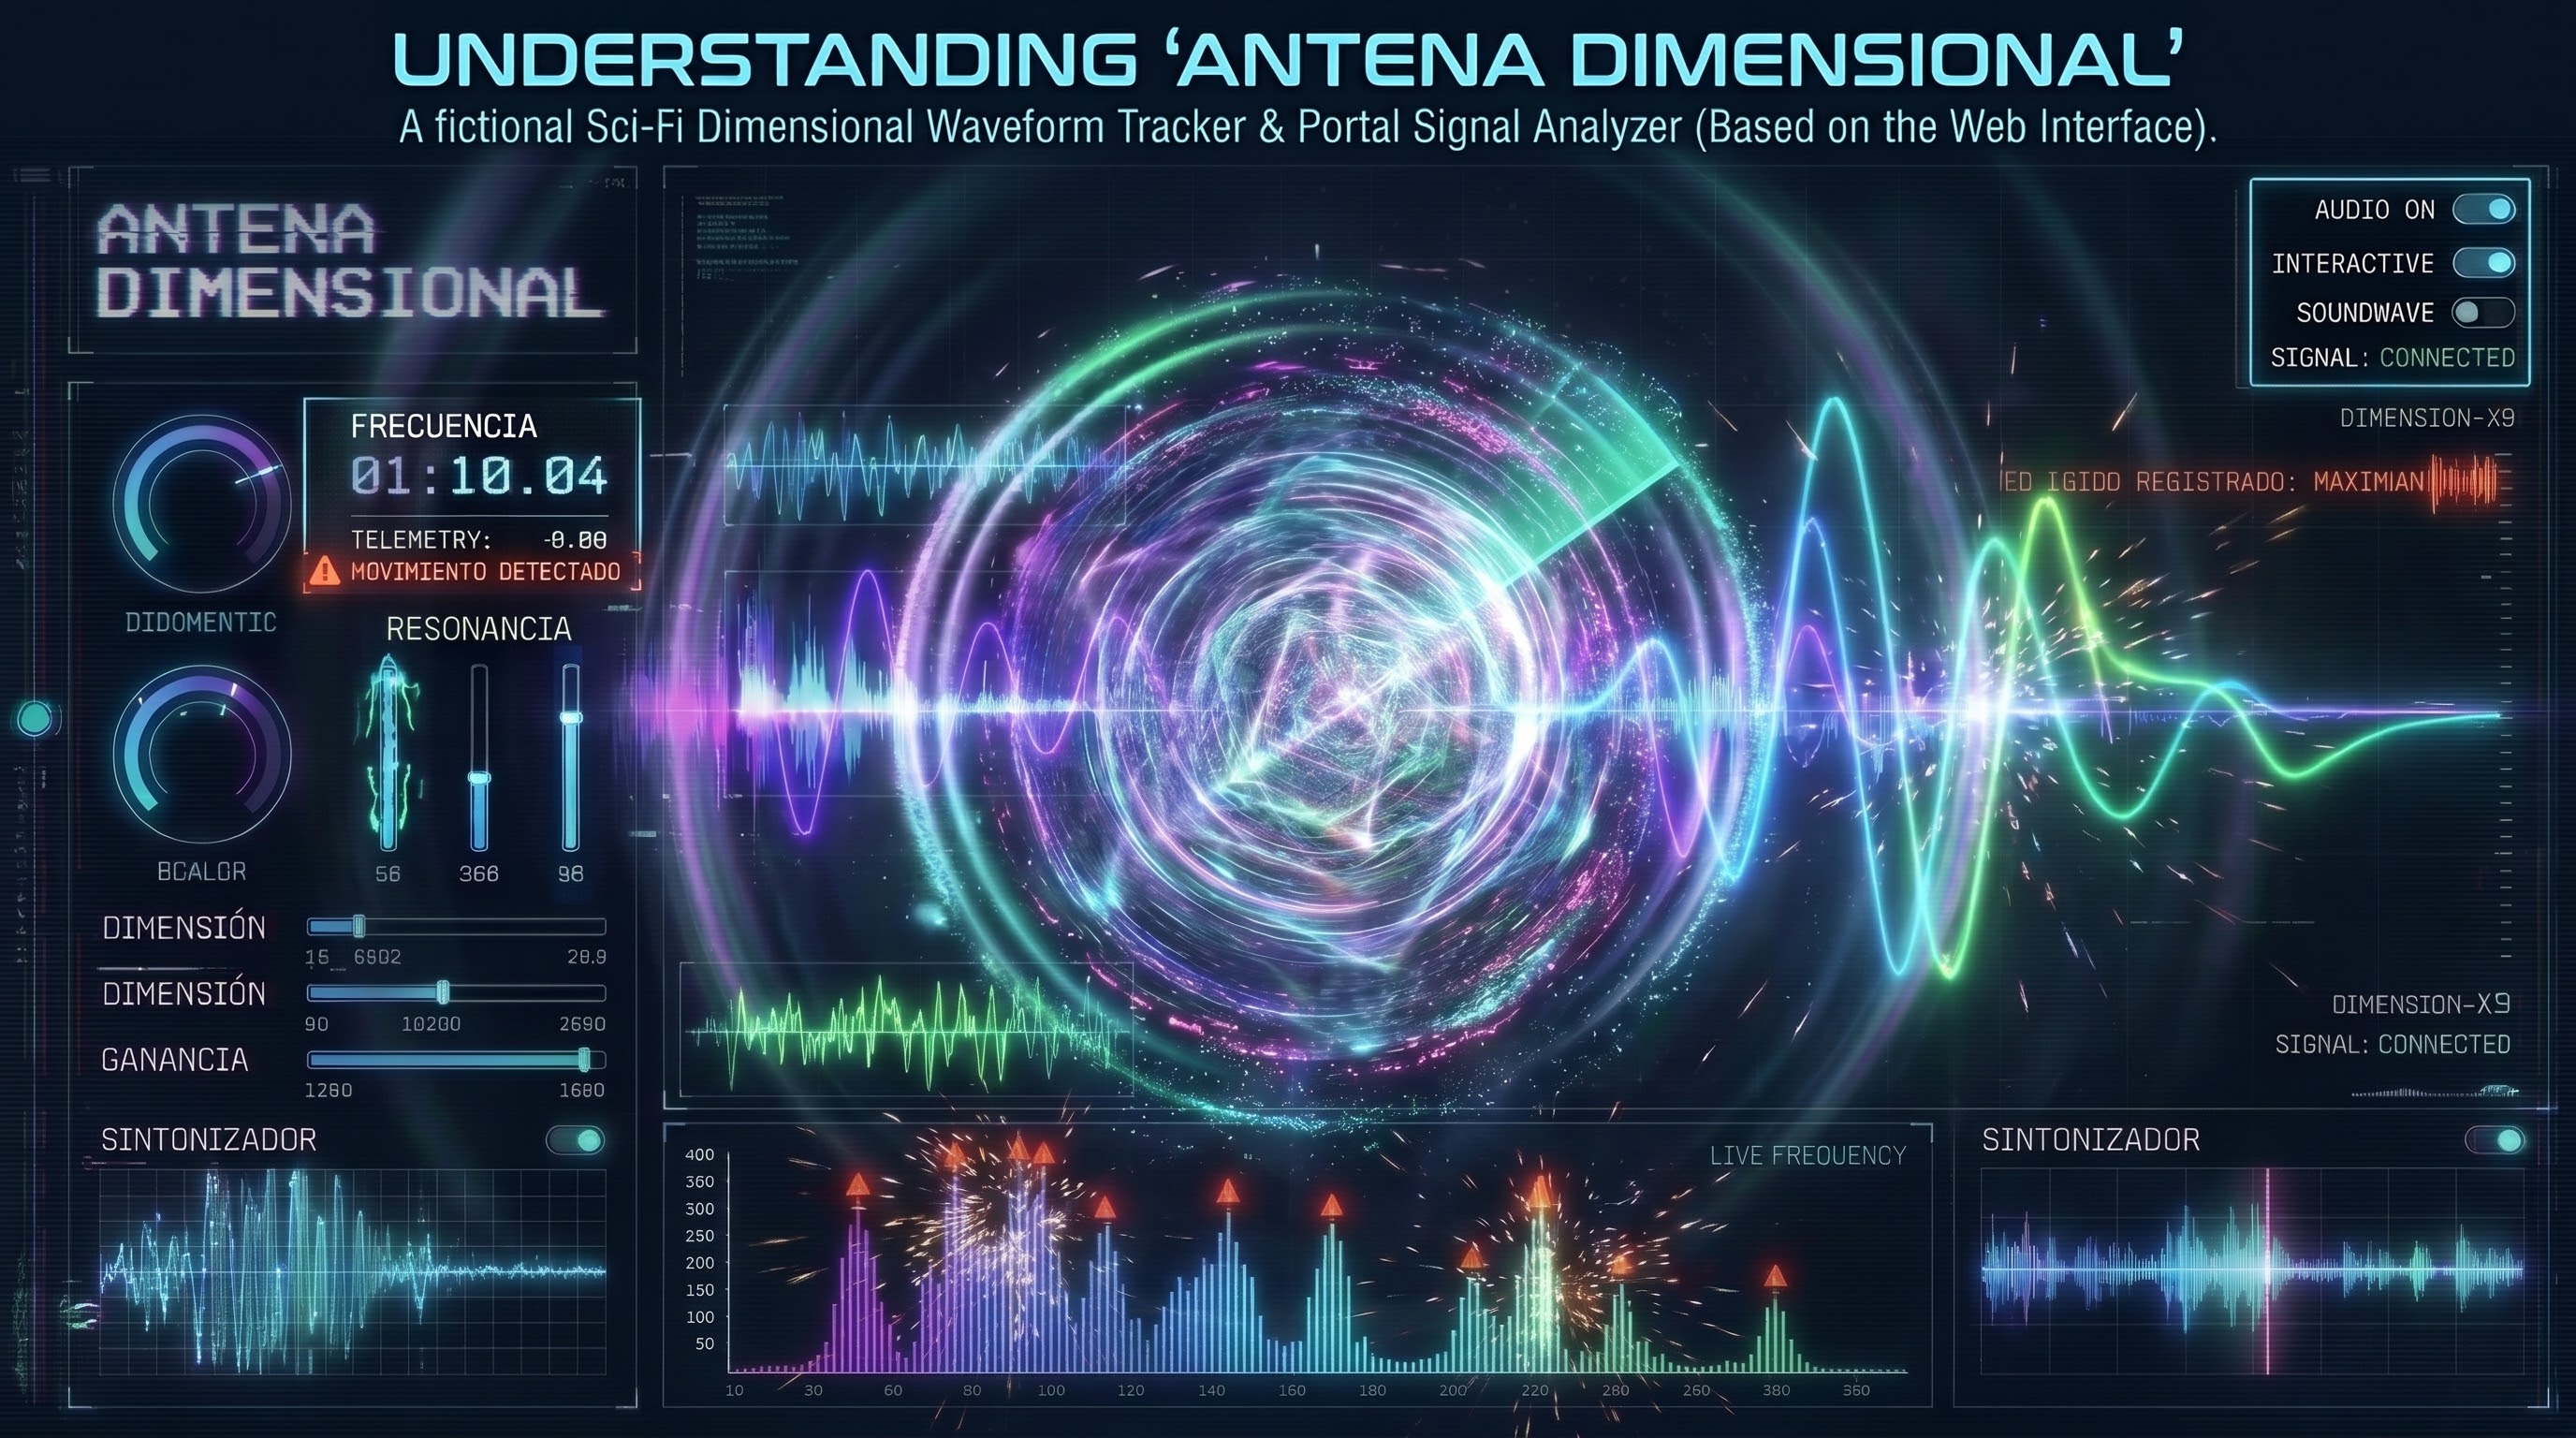 UNDERSTANDING ‘ANTENA DIMENSIONAL’
A fictional Sci-Fi Dimensional Waveform Tracker & Portal Signal Analyzer (Based on the Web Interface).
ANTENA
DIMENSIONAL
FRECUENCIA
01:10.04
TELEMETRY: -0.00
MOVIMIENTO DETECTADO
DIDOMENTIC
RESONANCIA
56 366 98
BCALOR
DIMENSIÓN
15 6902 20.9
DIMENSIÓN
90 10200 2690
GANANCIA
1280 1680
SINTONIZADOR
AUDIO ON
INTERACTIVE
SOUNDWAVE
SIGNAL: CONNECTED
DIMENSION-X9
ED IGIDO REGISTRADO: MAXIMIAN
DIMENSION-X9
SIGNAL: CONNECTED
LIVE FREQUENCY
400
360
300
250
200
150
100
50
10 30 60 80 100 120 140 160 180 200 220 280 260 380 360
SINTONIZADOR